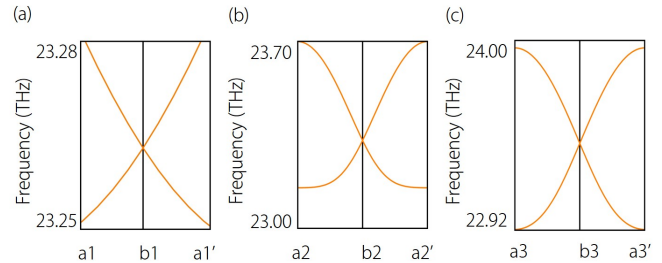 (a)
23.28
Frequency (THz)
23.25
a1 b1 a1′
(b)
23.70
Frequency (THz)
23.00
a2 b2 a2′
(c)
24.00
Frequency (THz)
22.92
a3 b3 a3′